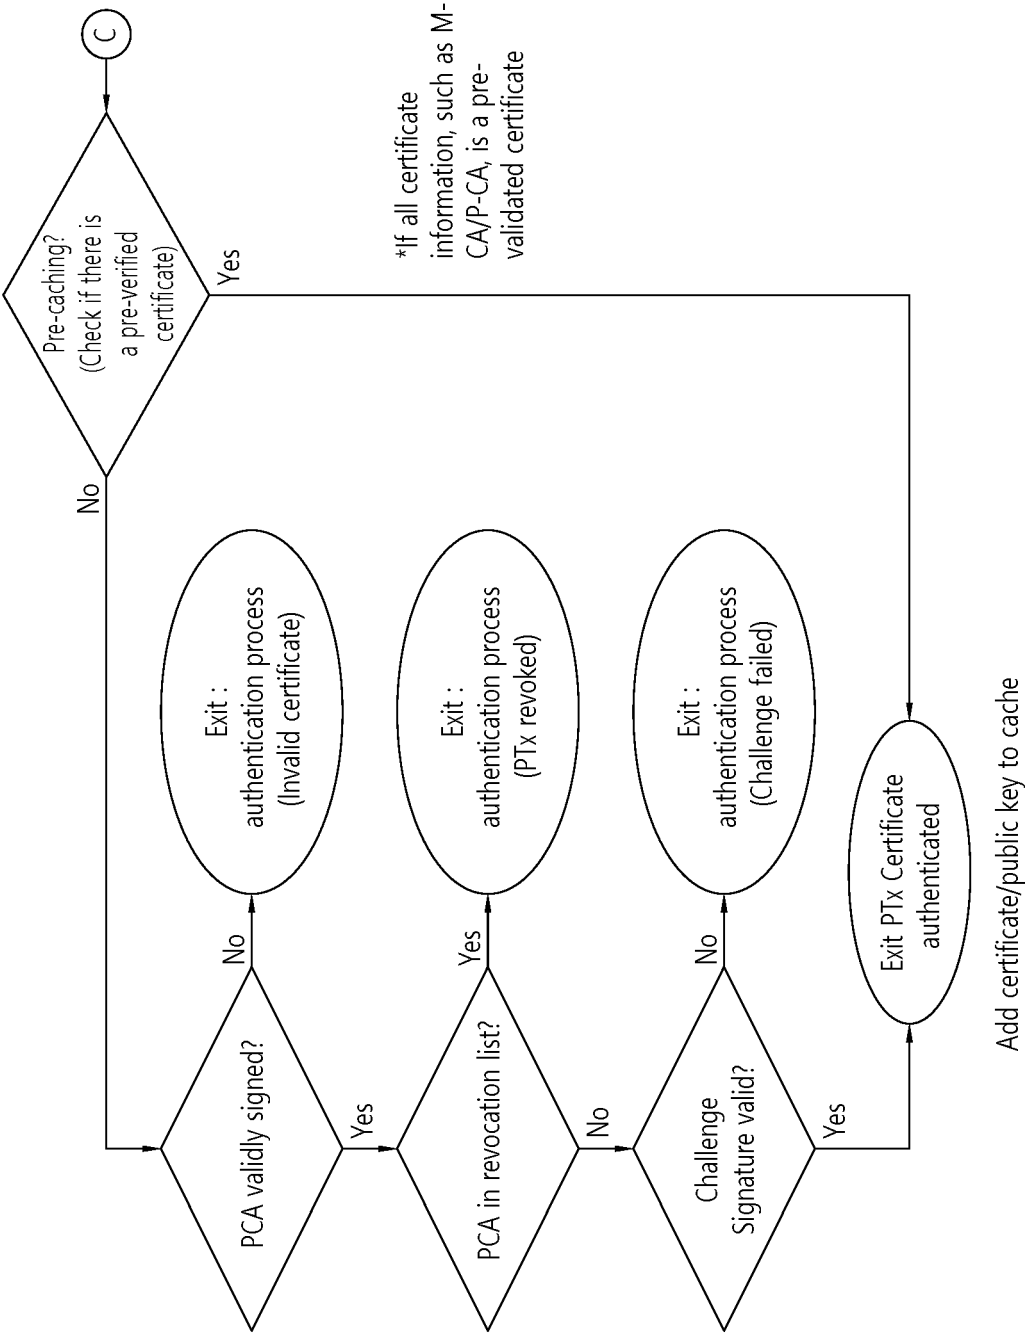 C
Pre-caching?
(Check if there is
a pre-verified
certificate)
No
Yes
*If all certificate
information, such as M-
CA/P-CA, is a pre-
validated certificate
PCA validly signed?
No
Exit :
authentication process
(Invalid certificate)
Yes
PCA in revocation list?
Yes
Exit :
authentication process
(PTx revoked)
No
Challenge
Signature valid?
No
Exit :
authentication process
(Challenge failed)
Yes
Exit PTx Certificate
authenticated
Add certificate/public key to cache